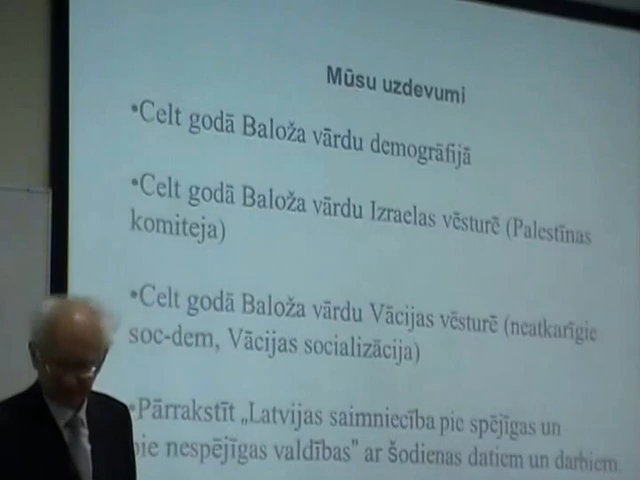 Mūsu uzdevumi
•Celt godā Baloža vārdu demogrāfijā
•Celt godā Baloža vārdu Izraelas vēsturē (Palestīnas
komiteja)
•Celt godā Baloža vārdu Vācijas vēsturē (neatkarīgie
soc-dem, Vācijas socializācija)
•Pārrakstīt „Latvijas saimniecība pie spējīgas un
pie nespējīgas valdības" ar šodienas datiem un darbiem